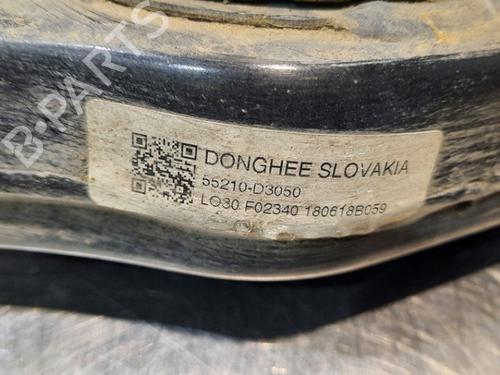 B-PARTS
DONGHEE SLOVAKIA
55210-D3050
LQ30 F02340 180618B059